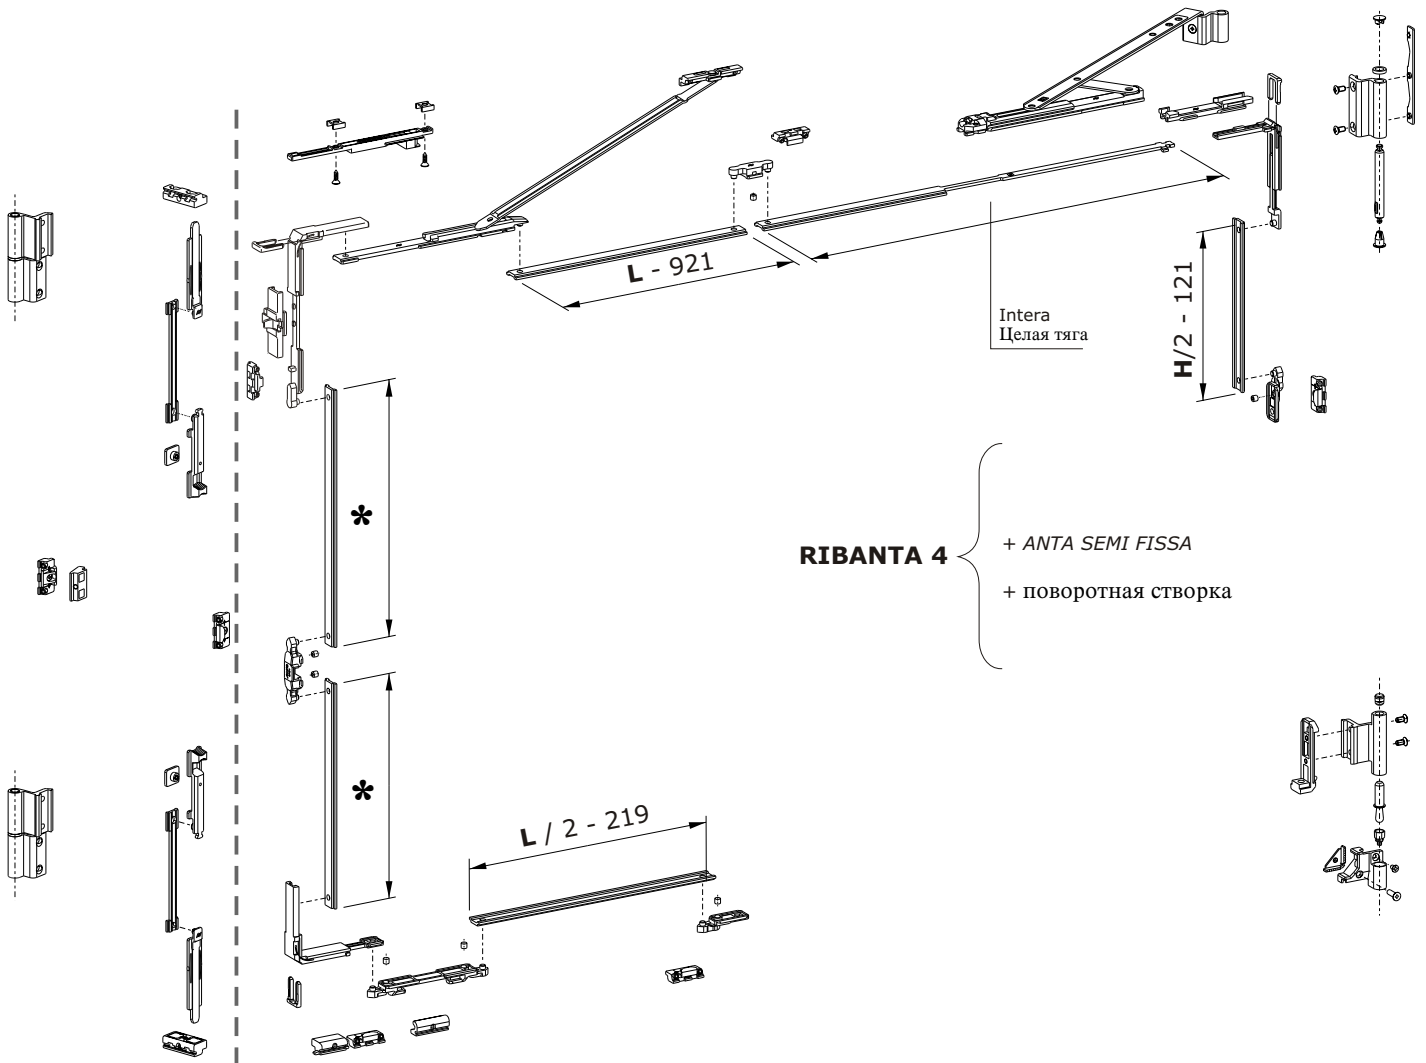 L - 921
Intera
Целая тяга
H/2 - 121
*
RIBANTA 4
+ ANTA SEMI FISSA
+ поворотная створка
*
L / 2 - 219